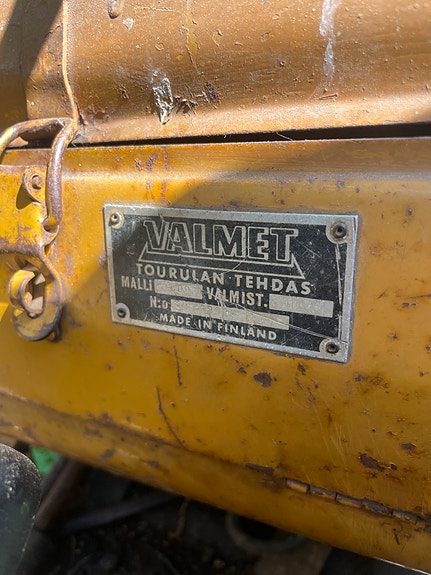 VALMET
TOURULAN TEHDAS
MALLI VALMIST.
N:o
MADE IN FINLAND